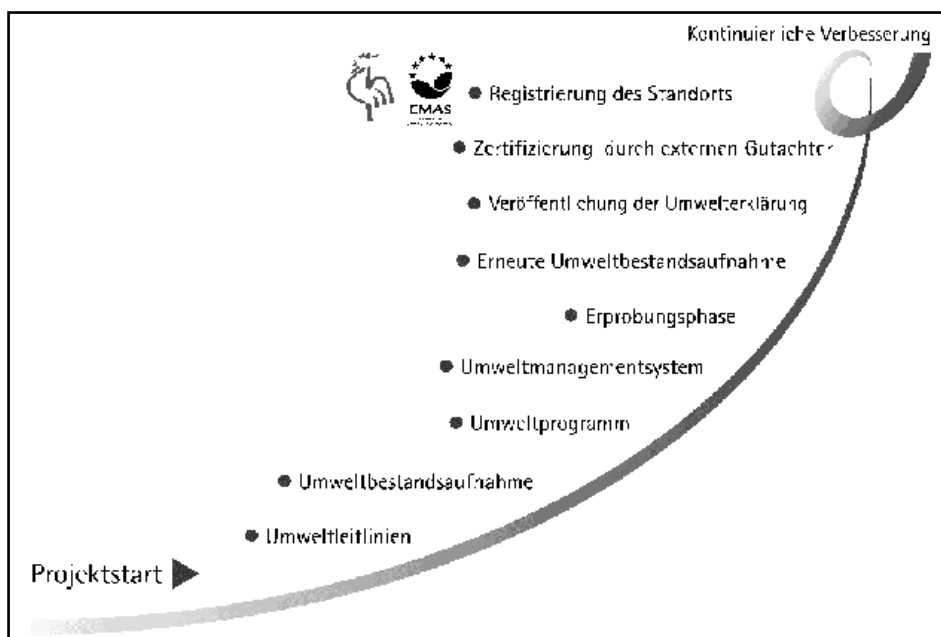 Kontinuierliche Verbesserung
EMAS
Registrierung des Standorts
Zertifizierung durch externen Gutachter
Veröffentlichung der Umwelterklärung
Erneute Umweltbestandsaufnahme
Erprobungsphase
Umweltmanagementsystem
Umweltprogramm
Umweltbestandsaufnahme
Umweltleitlinien
Projektstart